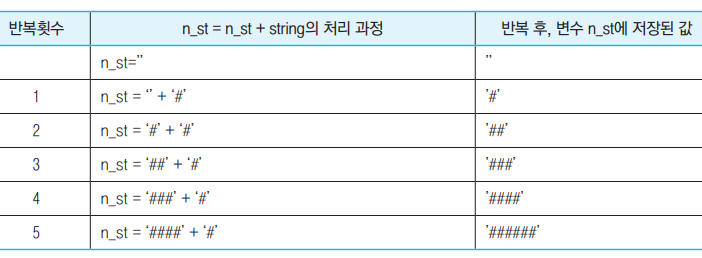 반복횟수 n_st = n_st + string의 처리 과정 반복 후, 변수 n_st에 저장된 값
n_st=’’ ’’
1 n_st = ‘’ + ‘#’ ’#’
2 n_st = ‘#’ + ‘#’ ’##’
3 n_st = ‘##’ + ‘#’ ’###’
4 n_st = ‘###’ + ‘#’ ’####’
5 n_st = ‘####’ + ‘#’ ’######’